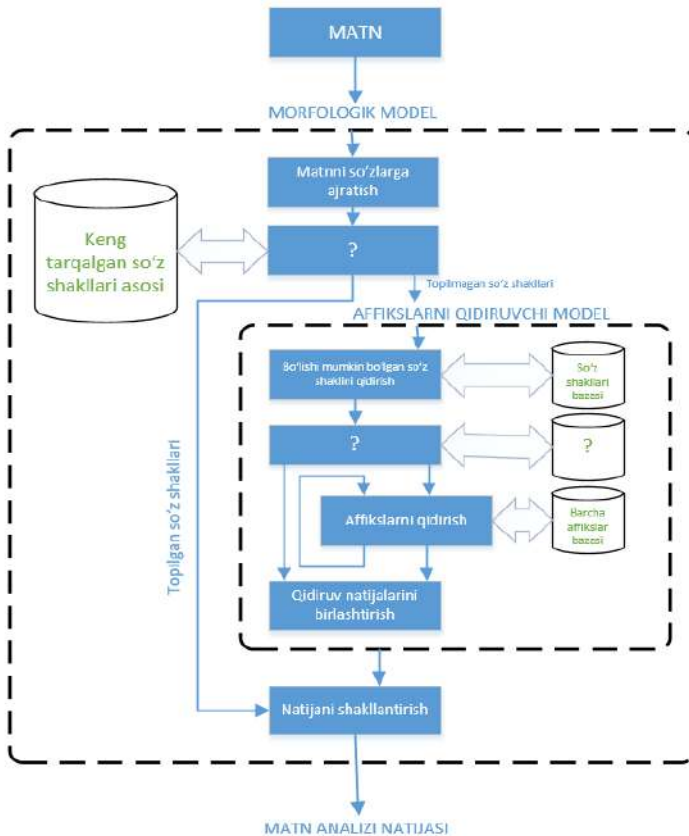 MATN
MORFOLOGIK MODEL
Matnni so'zlarga
ajratish
Keng
tarqalgan so'z
shakllari asosi
?
Topilmagan so'z shakllari
AFFIKSLARNI QIDIRUVCHI MODEL
Bo'lishi mumkin bo'lgan so'z
shaklini qidirish
So'z
shakllari
bazasi
?
?
Topilgan so'z shakllari
Affikslarni qidirish
Barcha
affikslar
bazasi
Qidiruv natijalarini
birlashtirish
Natijani shakllantirish
MATN ANALIZI NATIJASI